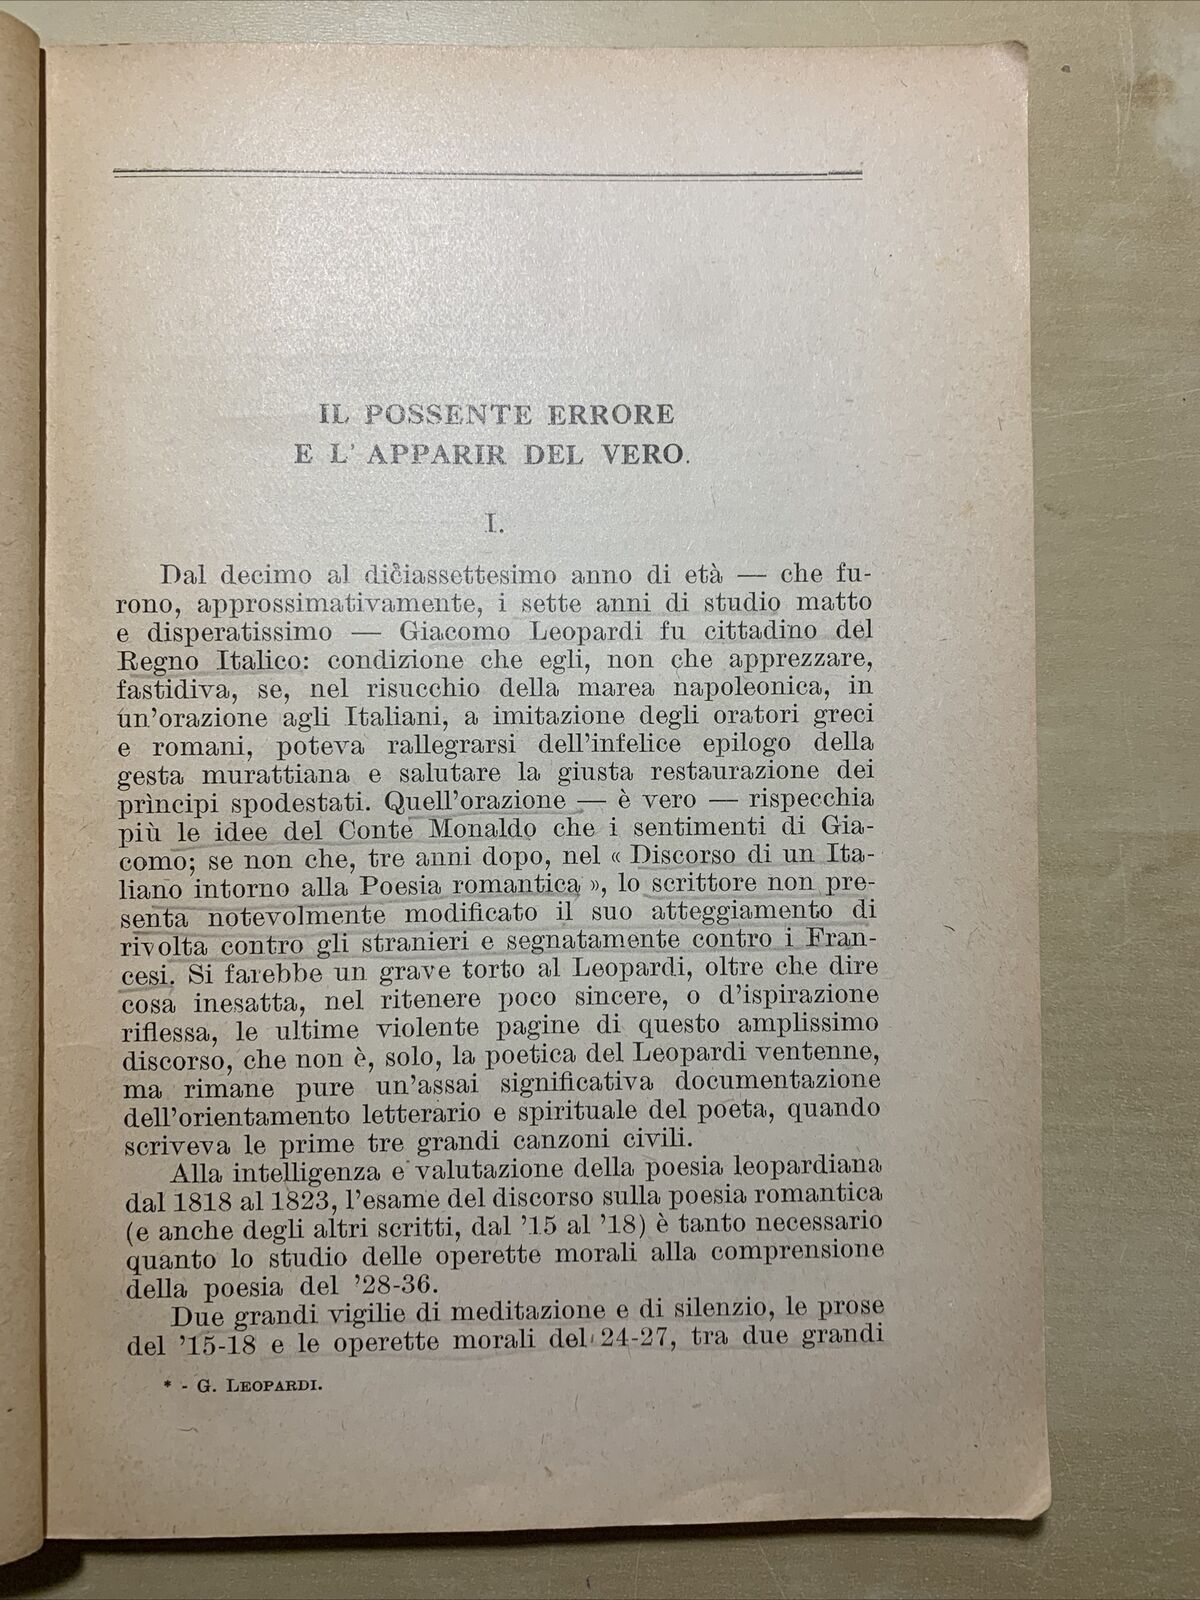 IL POSSENTE ERRORE
E L' APPARIR DEL VERO.
I.
Dal decimo al diciassettesimo anno di età — che fu-
rono, approssimativamente, i sette anni di studio matto
e disperatissimo — Giacomo Leopardi fu cittadino del
Regno Italico: condizione che egli, non che apprezzare,
fastidiva, se, nel risucchio della marea napoleonica, in
un'orazione agli Italiani, a imitazione degli oratori greci
e romani, poteva rallegrarsi dell'infelice epilogo della
gesta murattiana e salutare la giusta restaurazione dei
prìncipi spodestati. Quell'orazione — è vero — rispecchia
più le idee del Conte Monaldo che i sentimenti di Gia-
como; se non che, tre anni dopo, nel « Discorso di un Ita-
liano intorno alla Poesia romantica », lo scrittore non pre-
senta notevolmente modificato il suo atteggiamento di
rivolta contro gli stranieri e segnatamente contro i Fran-
cesi. Si farebbe un grave torto al Leopardi, oltre che dire
cosa inesatta, nel ritenere poco sincere, o d'ispirazione
riflessa, le ultime violente pagine di questo amplissimo
discorso, che non è, solo, la poetica del Leopardi ventenne,
ma rimane pure un'assai significativa documentazione
dell'orientamento letterario e spirituale del poeta, quando
scriveva le prime tre grandi canzoni civili.
Alla intelligenza e valutazione della poesia leopardiana
dal 1818 al 1823, l'esame del discorso sulla poesia romantica
(e anche degli altri scritti, dal '15 al '18) è tanto necessario
quanto lo studio delle operette morali alla comprensione
della poesia del '28-36.
Due grandi vigilie di meditazione e di silenzio, le prose
del '15-18 e le operette morali del 24-27, tra due grandi
* - G. LEOPARDI.